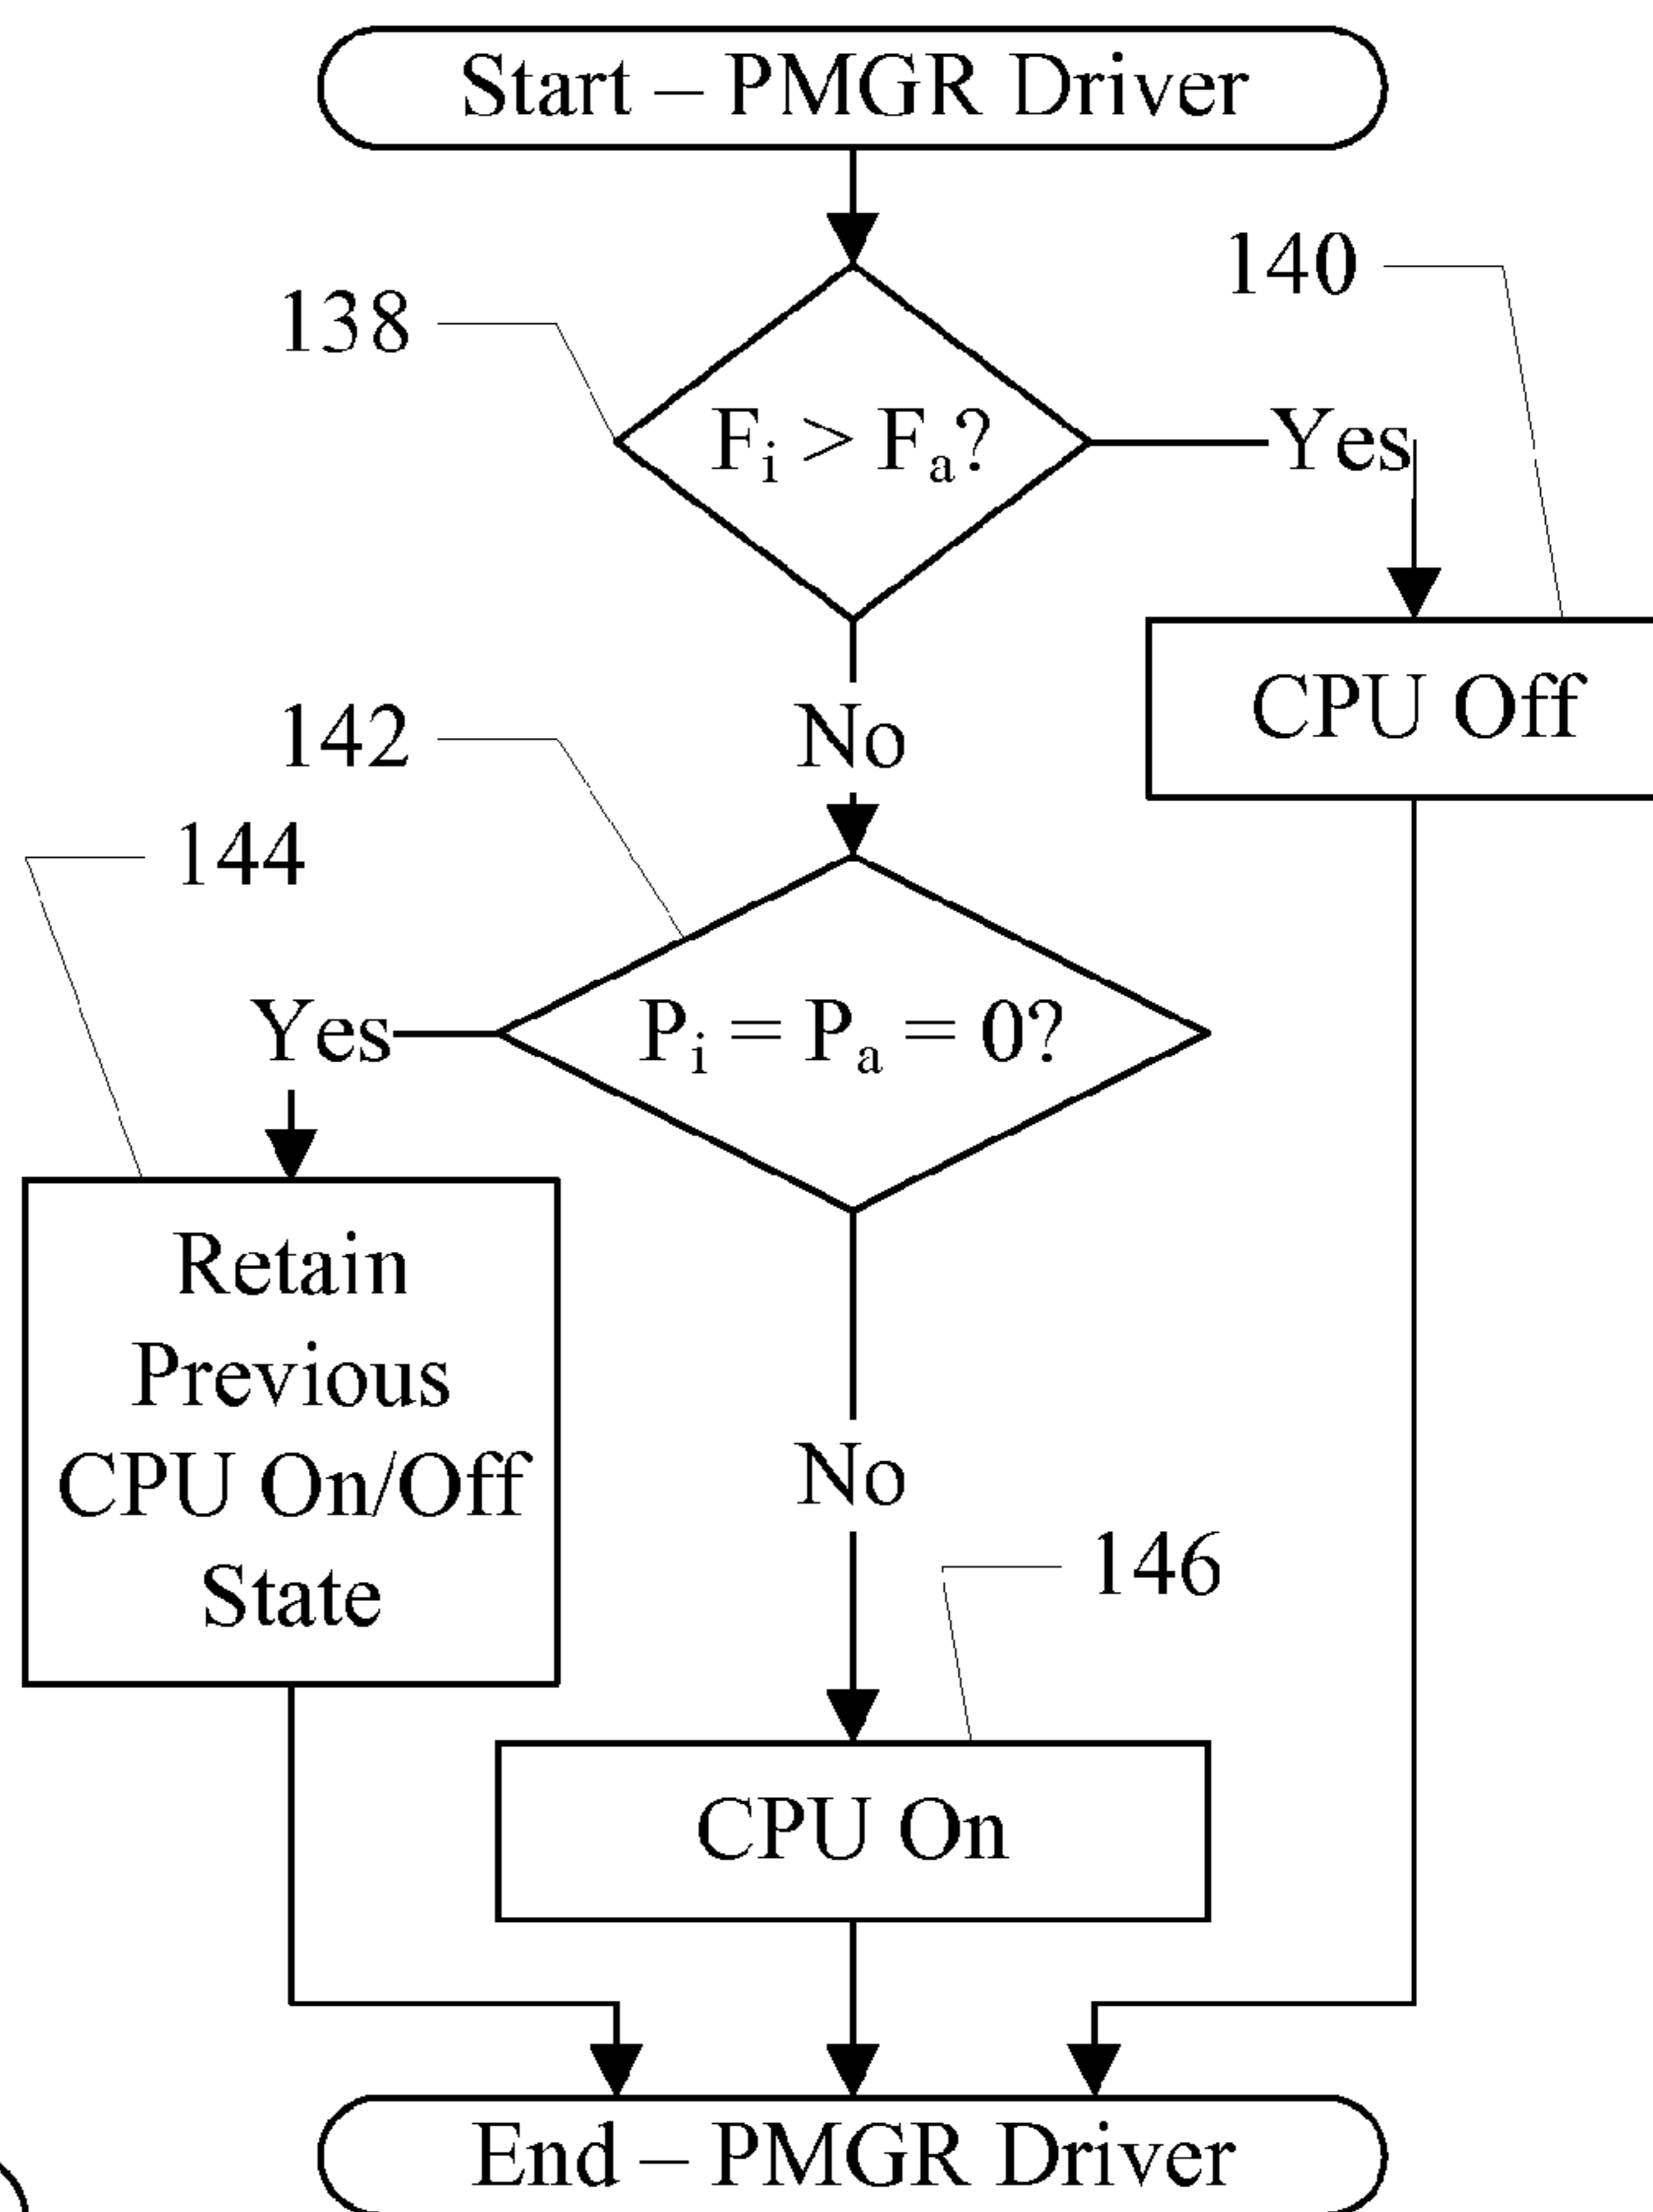 Start – PMGR Driver
140
138
Fᵢ > Fₐ?
Yes
CPU Off
No
142
144
Pᵢ = Pₐ = 0?
Yes
Retain
Previous
CPU On/Off
State
No
146
CPU On
End – PMGR Driver